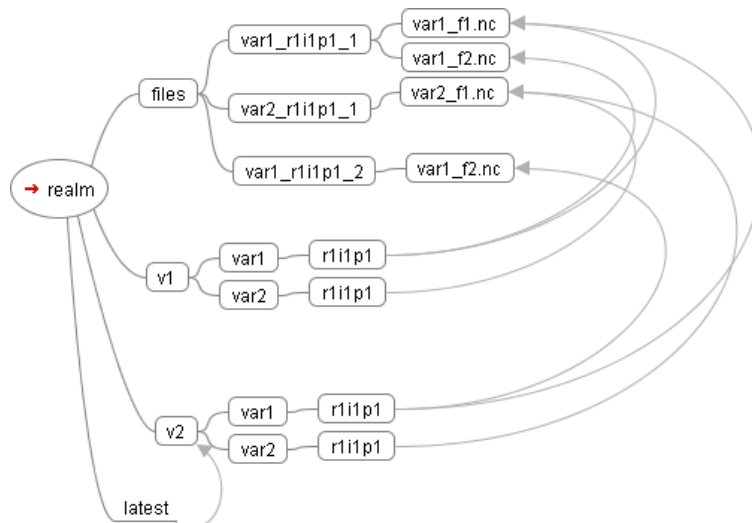 var1_f1.nc
var1_r1i1p1_1
var1_f2.nc
files
var2_r1i1p1_1
var2_f1.nc
var1_r1i1p1_2
var1_f2.nc
realm
var1
r1i1p1
v1
var2
r1i1p1
var1
r1i1p1
v2
var2
r1i1p1
latest